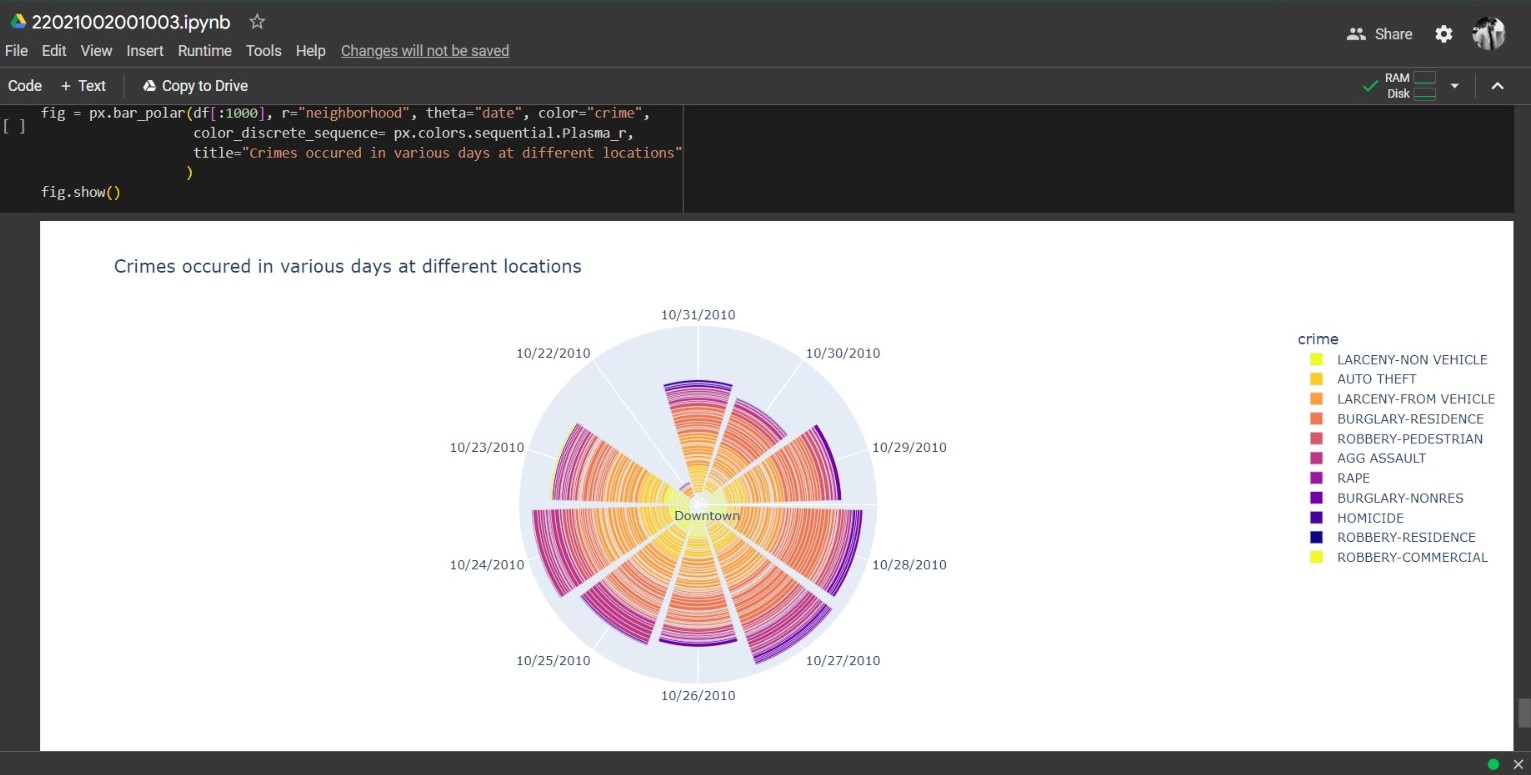 22021002001003.ipynb
File Edit View Insert Runtime Tools Help Changes will not be saved
Share
Code + Text Copy to Drive
RAM
Disk
[ ]
fig = px.bar_polar(df[:1000], r="neighborhood", theta="date", color="crime",
color_discrete_sequence= px.colors.sequential.Plasma_r,
title="Crimes occured in various days at different locations"
)
fig.show()
Crimes occured in various days at different locations
10/31/2010
10/22/2010
10/30/2010
10/23/2010
10/29/2010
Downtown
10/24/2010
10/28/2010
10/25/2010
10/27/2010
10/26/2010
crime
LARCENY-NON VEHICLE
AUTO THEFT
LARCENY-FROM VEHICLE
BURGLARY-RESIDENCE
ROBBERY-PEDESTRIAN
AGG ASSAULT
RAPE
BURGLARY-NONRES
HOMICIDE
ROBBERY-RESIDENCE
ROBBERY-COMMERCIAL